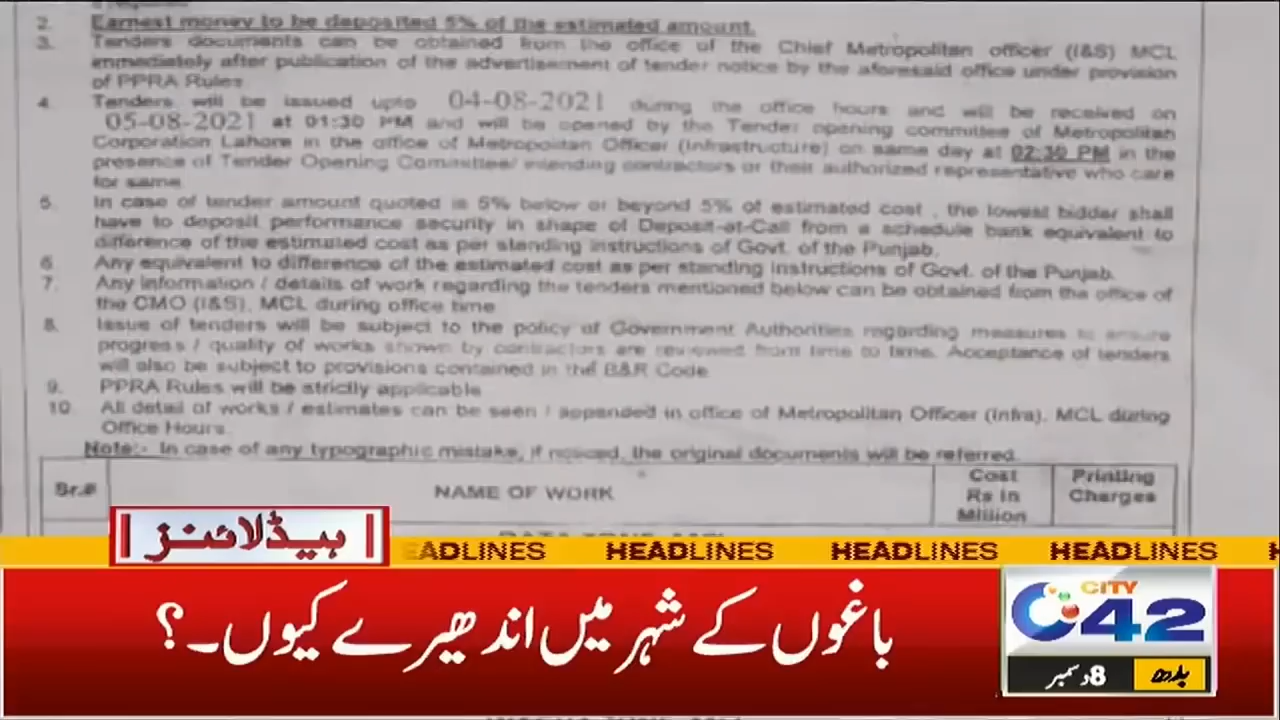 2. Earnest money to be deposited 5% of the estimated amount.
3. Tenders documents can be obtained from the office of the Chief Metropolitan officer (I&S) MCL
immediately after publication of the advertisement of tender notice by the aforesaid office under provision
of PPRA Rules
4. Tenders will be issued upto 04-08-2021 during the office hours and will be received on
05-08-2021 at 01:30 PM and will be opened by the Tender opening committee of Metropolitan
Corporation Lahore in the office of Metropolitan Officer (Infrastructure) on same day at 02:30 PM in the
presence of Tender Opening Committee/ intending contractors or their authorized representative who care
for same.
5. In case of tender amount quoted is 5% below or beyond 5% of estimated cost , the lowest bidder shall
have to deposit performance security in shape of Deposit-at-Call from a schedule bank equivalent to
difference of the estimated cost as per standing instructions of Govt. of the Punjab.
6. Any equivalent to difference of the estimated cost as per standing instructions of Govt. of the Punjab.
7. Any information / details of work regarding the tenders mentioned below can be obtained from the office of
the CMO (I&S), MCL during office time
8. Issue of tenders will be subject to the policy of Government Authorities regarding measures to ensure
progress / quality of works shown by contractors are reviewed from time to time. Acceptance of tenders
will also be subject to provisions contained in the B&R Code
9. PPRA Rules will be strictly applicable
10. All detail of works / estimates can be seen / appended in office of Metropolitan Officer (Infra), MCL during
Office Hours.
Note:- In case of any typographic mistake, if noticed, the original documents will be referred.
Sr.# NAME OF WORK Cost Rs in Million Printing Charges
ہیڈلائنز
EADLINES HEADLINES HEADLINES HEADLINES
باغوں کے شہر میں اندھیرے کیوں۔؟
CITY
42
8 دسمبر بدھ